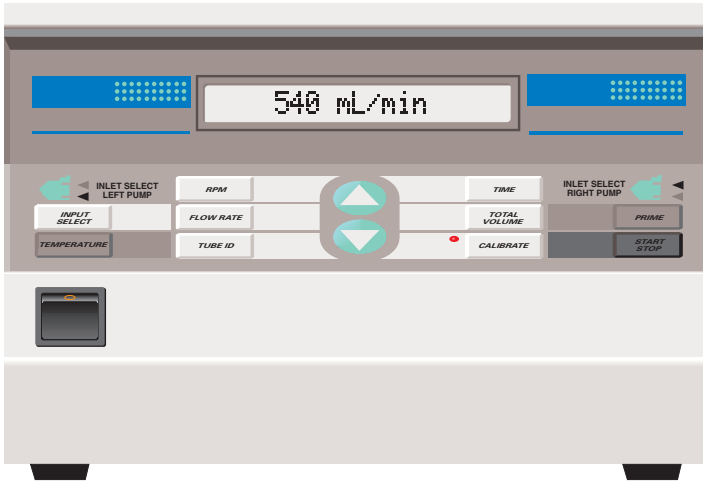 540 mL/min
INLET SELECT
LEFT PUMP
RPM
TIME
INLET SELECT
RIGHT PUMP
INPUT
SELECT
FLOW RATE
TOTAL
VOLUME
PRIME
TEMPERATURE
TUBE ID
CALIBRATE
START
STOP